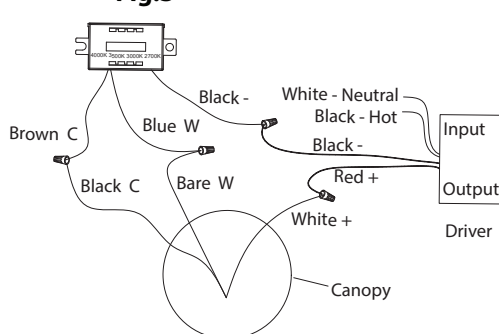 Fig.3
4000K 3500K 3000K 2700K
Black -
White - Neutral
Black - Hot
Input
Brown C
Blue W
Black -
Black C
Bare W
Red +
Output
White +
Driver
Canopy